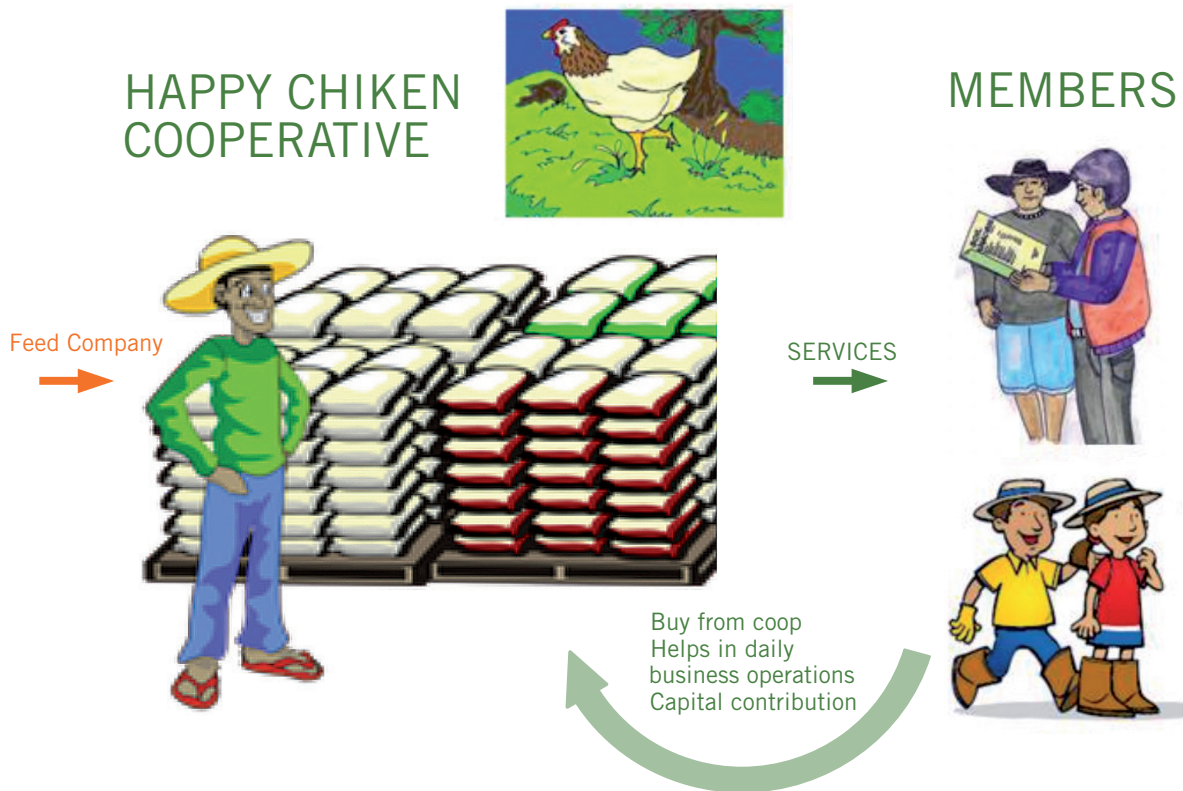 HAPPY CHIKEN
COOPERATIVE
MEMBERS
Feed Company
SERVICES
Buy from coop
Helps in daily
business operations
Capital contribution